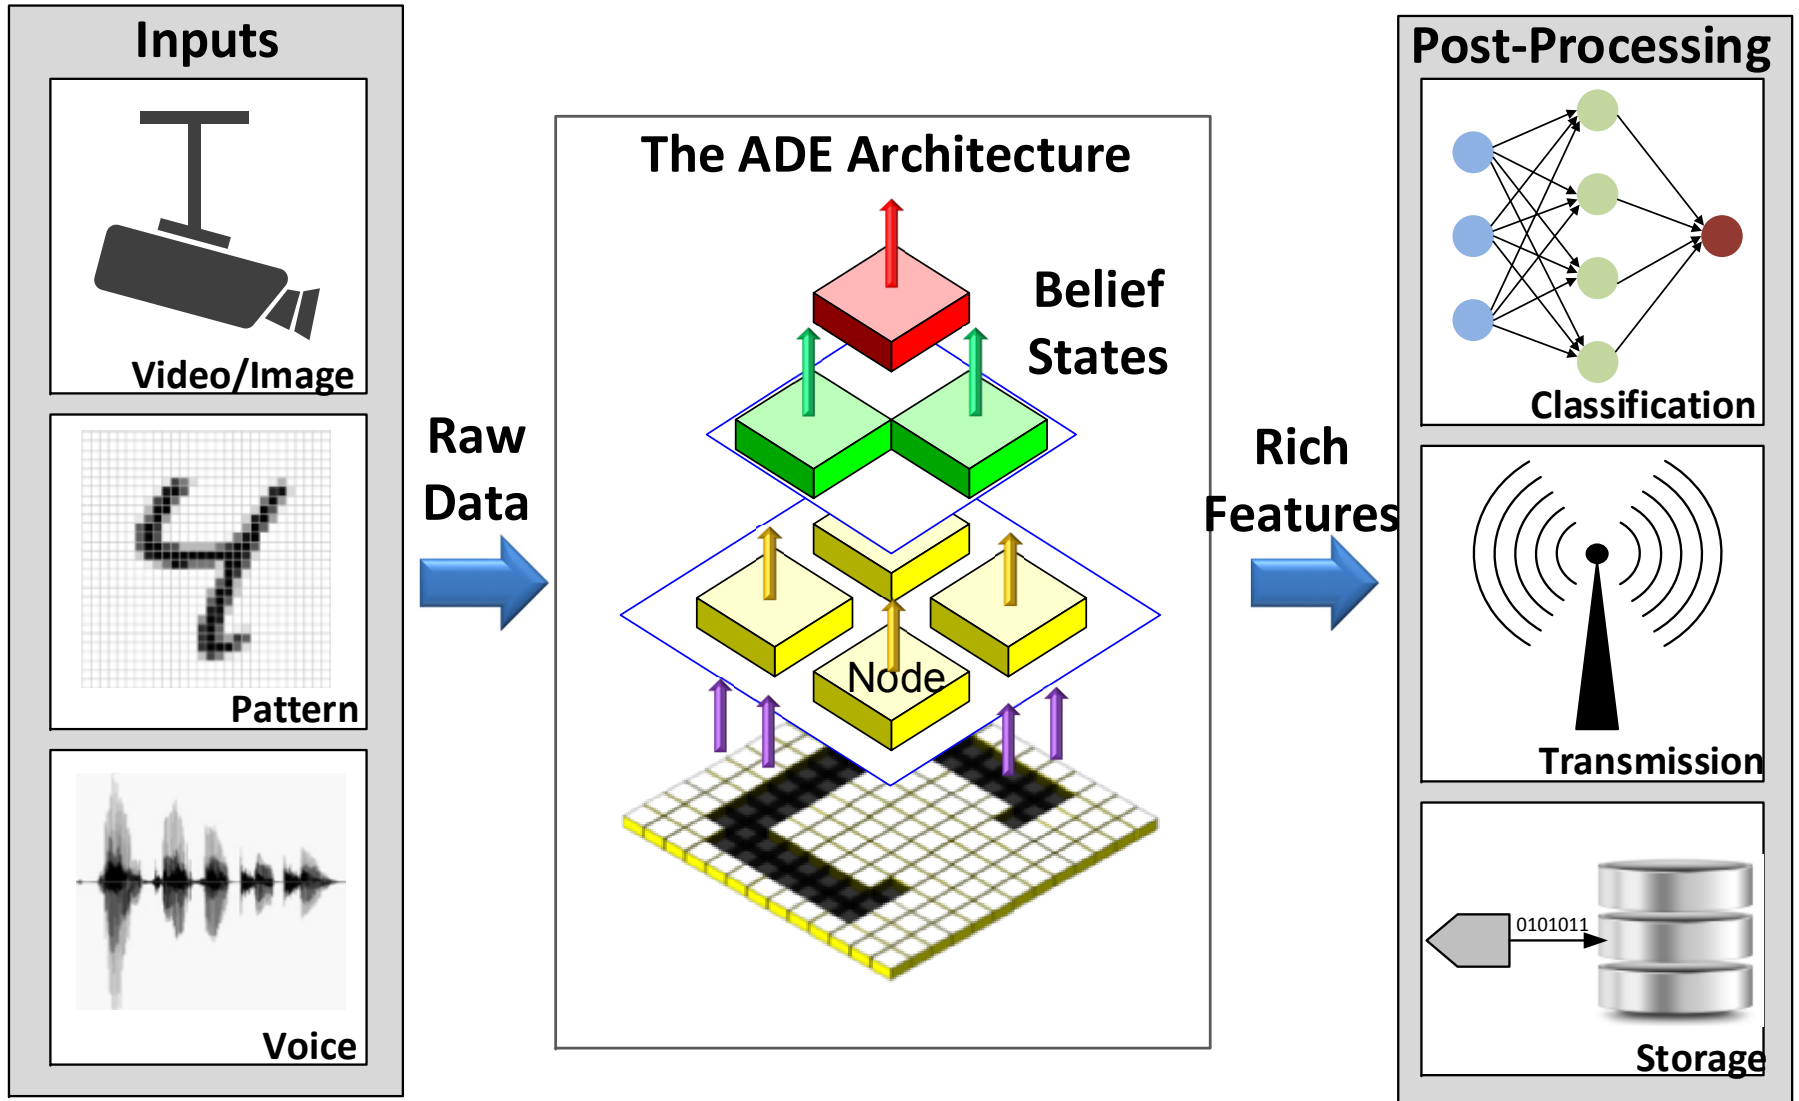 Inputs
Video/Image
Pattern
Voice
Raw
Data
The ADE Architecture
Belief
States
Node
Rich
Features
Post-Processing
Classification
Transmission
0101011
Storage